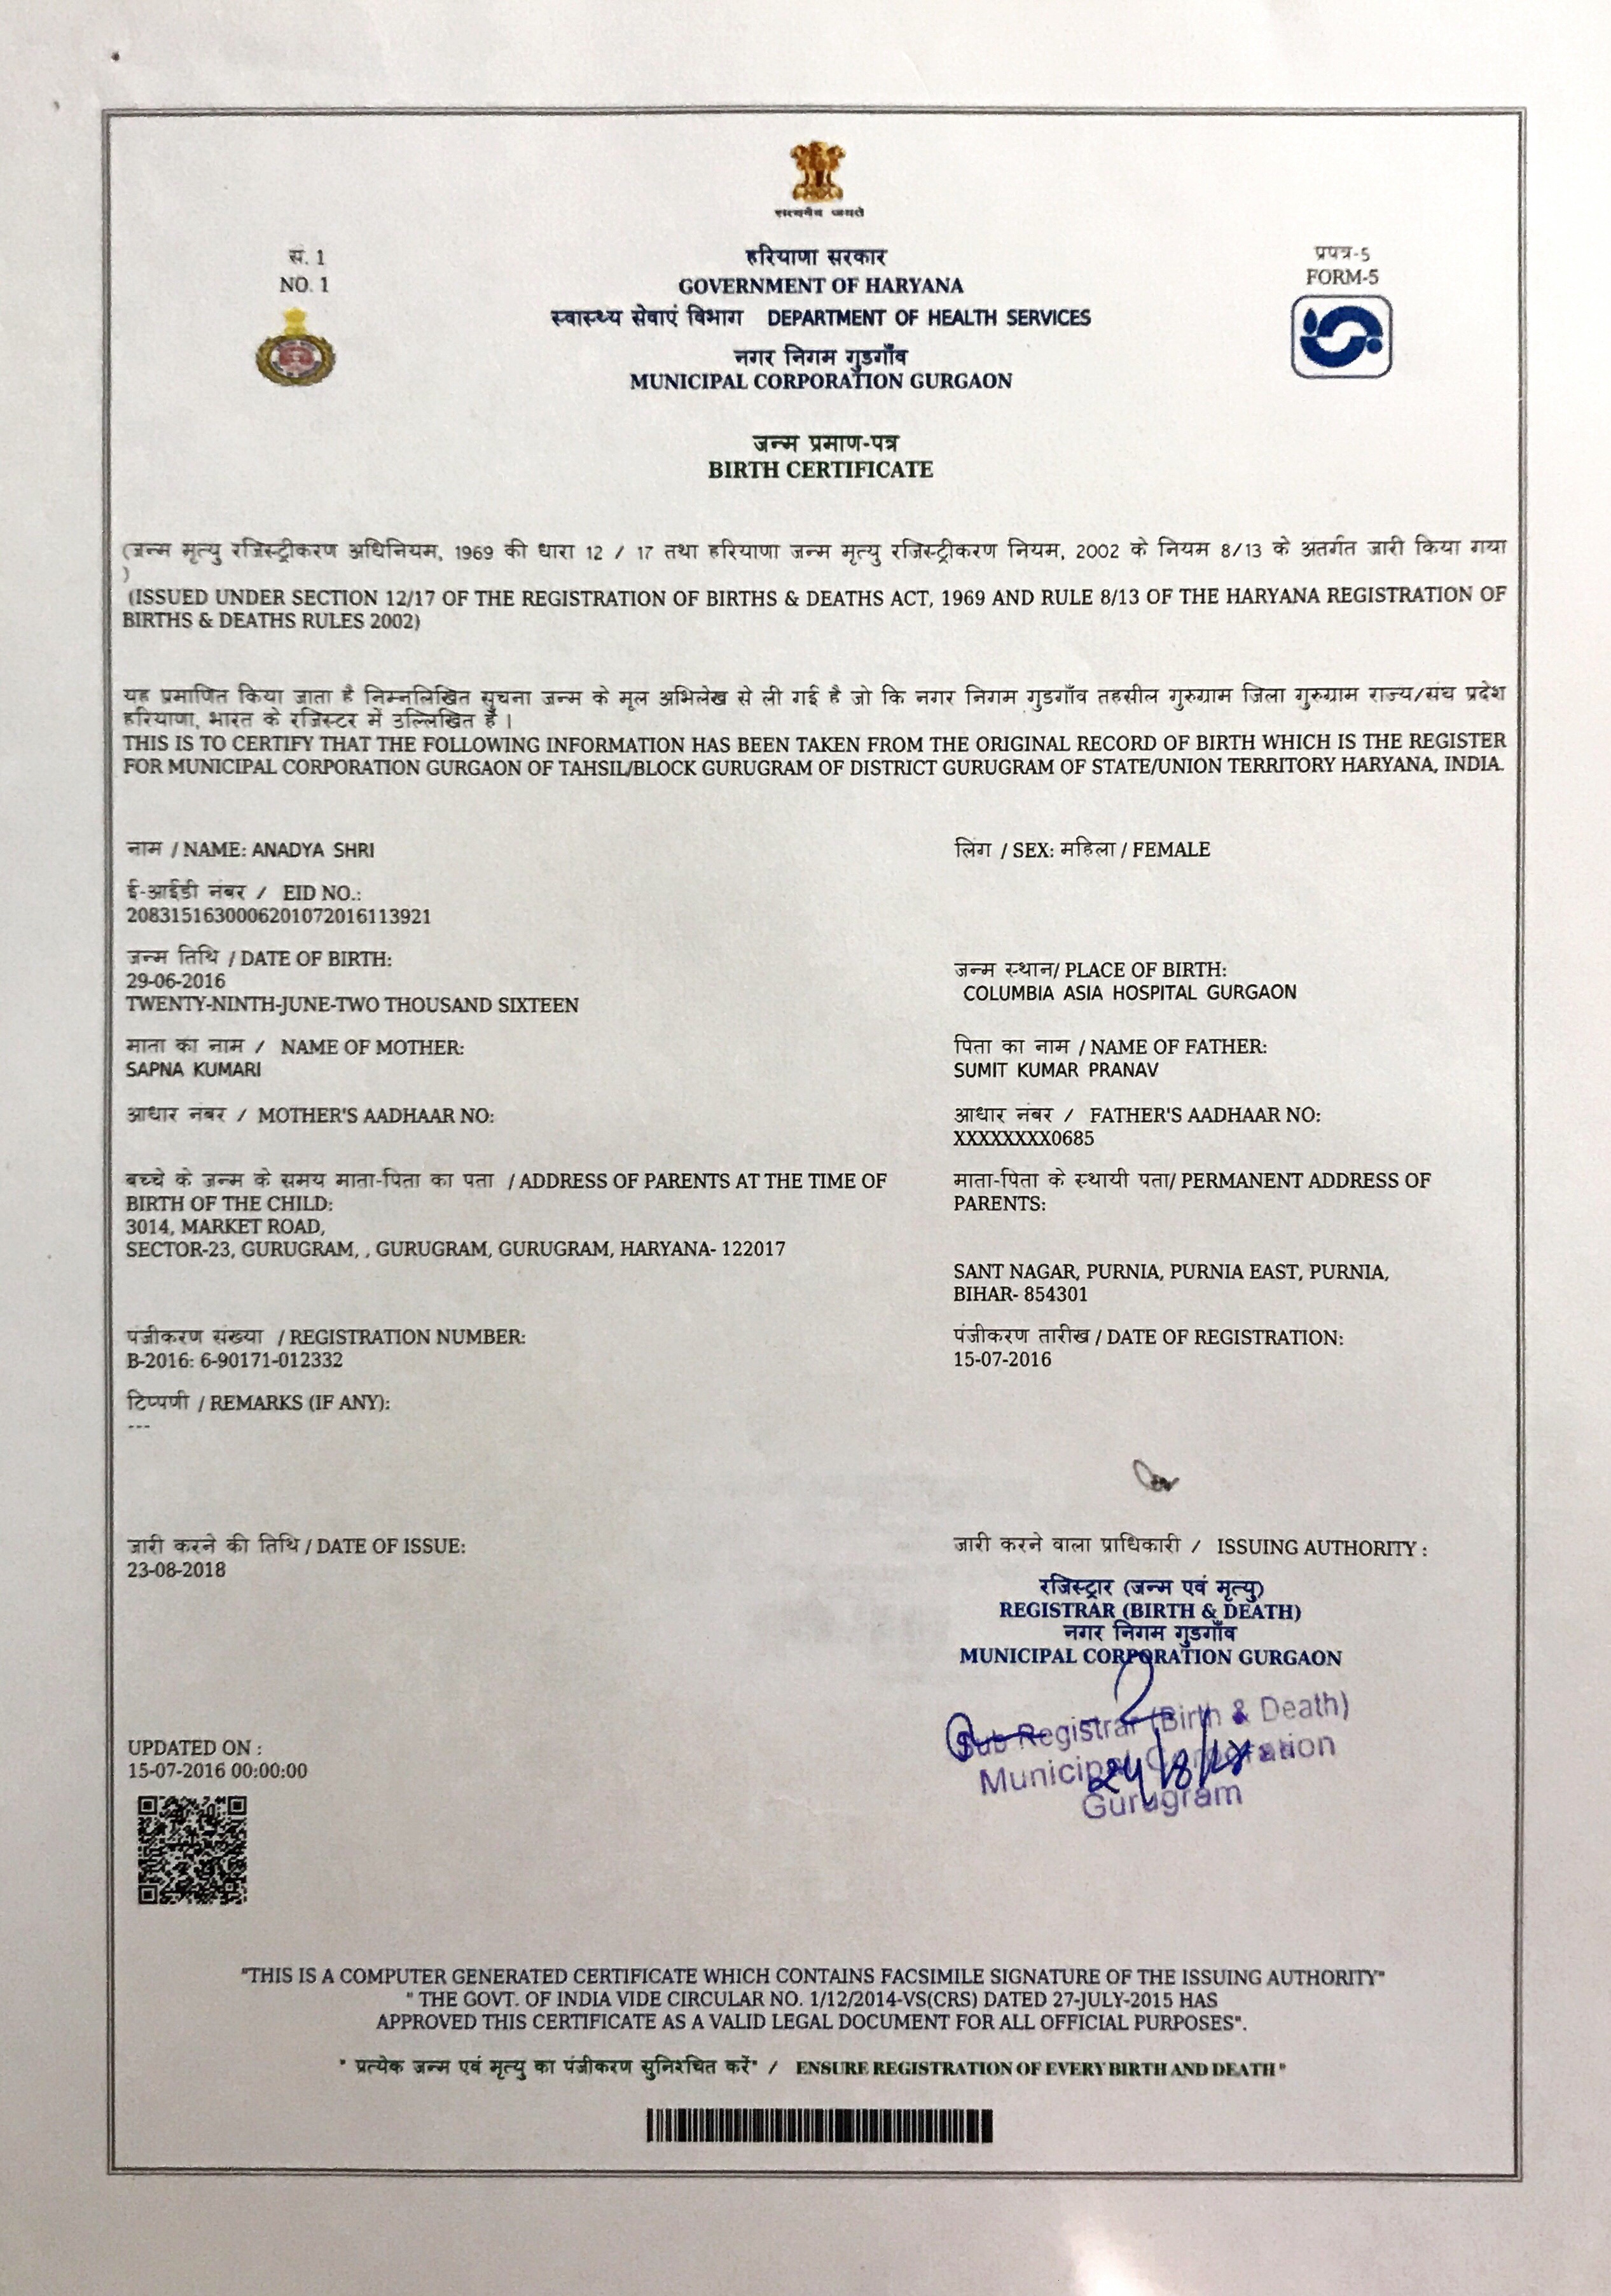 सत्यमेव जयते
स. 1
NO. 1
हरियाणा सरकार
GOVERNMENT OF HARYANA
स्वास्थ्य सेवाएं विभाग DEPARTMENT OF HEALTH SERVICES
नगर निगम गुडगाँव
MUNICIPAL CORPORATION GURGAON
प्रपत्र-5
FORM-5
जन्म प्रमाण-पत्र
BIRTH CERTIFICATE
(जन्म मृत्यु रजिस्ट्रीकरण अधिनियम, 1969 की धारा 12 / 17 तथा हरियाणा जन्म मृत्यु रजिस्ट्रीकरण नियम, 2002 के नियम 8/13 के अतर्गत जारी किया गया
)
(ISSUED UNDER SECTION 12/17 OF THE REGISTRATION OF BIRTHS & DEATHS ACT, 1969 AND RULE 8/13 OF THE HARYANA REGISTRATION OF
BIRTHS & DEATHS RULES 2002)
यह प्रमाणित किया जाता है निम्नलिखित सूचना जन्म के मूल अभिलेख से ली गई है जो कि नगर निगम गुडगाँव तहसील गुरुग्राम जिला गुरुग्राम राज्य/संघ प्रदेश
हरियाणा, भारत के रजिस्टर में उल्लिखित है।
THIS IS TO CERTIFY THAT THE FOLLOWING INFORMATION HAS BEEN TAKEN FROM THE ORIGINAL RECORD OF BIRTH WHICH IS THE REGISTER
FOR MUNICIPAL CORPORATION GURGAON OF TAHSIL/BLOCK GURUGRAM OF DISTRICT GURUGRAM OF STATE/UNION TERRITORY HARYANA, INDIA.
नाम / NAME: ANADYA SHRI
लिंग / SEX: महिला / FEMALE
ई-आईडी नंबर / EID NO.:
2083151630006201072016113921
जन्म तिथि / DATE OF BIRTH:
29-06-2016
TWENTY-NINTH-JUNE-TWO THOUSAND SIXTEEN
जन्म स्थान/ PLACE OF BIRTH:
COLUMBIA ASIA HOSPITAL GURGAON
माता का नाम / NAME OF MOTHER:
SAPNA KUMARI
पिता का नाम / NAME OF FATHER:
SUMIT KUMAR PRANAV
आधार नंबर / MOTHER'S AADHAAR NO:
आधार नंबर / FATHER'S AADHAAR NO:
XXXXXXXX0685
बच्चे के जन्म के समय माता-पिता का पता / ADDRESS OF PARENTS AT THE TIME OF
BIRTH OF THE CHILD:
3014, MARKET ROAD,
SECTOR-23, GURUGRAM, , GURUGRAM, GURUGRAM, HARYANA- 122017
माता-पिता के स्थायी पता/ PERMANENT ADDRESS OF
PARENTS:
SANT NAGAR, PURNIA, PURNIA EAST, PURNIA,
BIHAR- 854301
पंजीकरण संख्या / REGISTRATION NUMBER:
B-2016: 6-90171-012332
पंजीकरण तारीख / DATE OF REGISTRATION:
15-07-2016
टिप्पणी / REMARKS (IF ANY):
---
जारी करने की तिथि / DATE OF ISSUE:
23-08-2018
जारी करने वाला प्राधिकारी / ISSUING AUTHORITY :
रजिस्ट्रार (जन्म एवं मृत्यु)
REGISTRAR (BIRTH & DEATH)
नगर निगम गुडगाँव
MUNICIPAL CORPORATION GURGAON
Sub Registrar (Birth & Death)
Municipal Corporation
Gurugram
24/8/18
UPDATED ON :
15-07-2016 00:00:00
"THIS IS A COMPUTER GENERATED CERTIFICATE WHICH CONTAINS FACSIMILE SIGNATURE OF THE ISSUING AUTHORITY"
" THE GOVT. OF INDIA VIDE CIRCULAR NO. 1/12/2014-VS(CRS) DATED 27-JULY-2015 HAS
APPROVED THIS CERTIFICATE AS A VALID LEGAL DOCUMENT FOR ALL OFFICIAL PURPOSES".
" प्रत्येक जन्म एवं मृत्यु का पंजीकरण सुनिश्चित करें" / ENSURE REGISTRATION OF EVERY BIRTH AND DEATH "